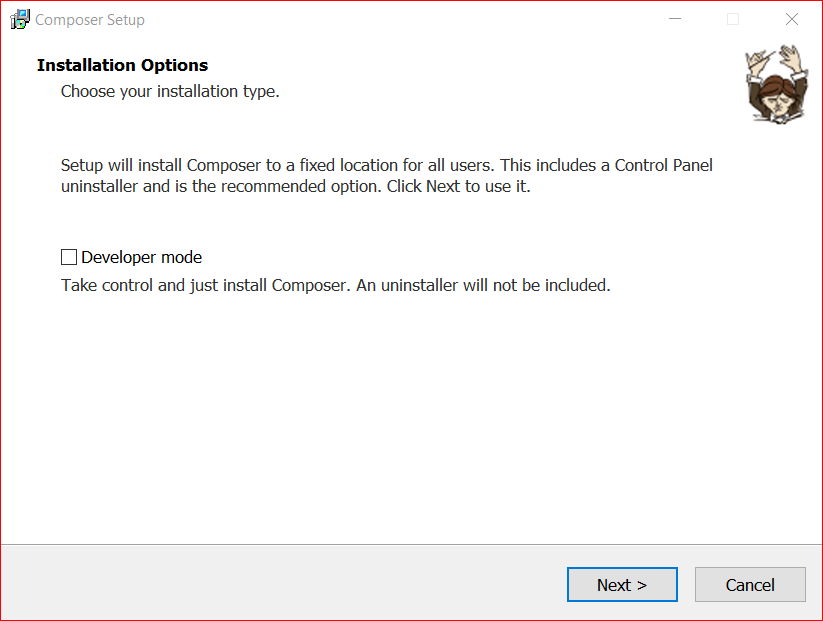 Composer Setup
Installation Options
Choose your installation type.
Setup will install Composer to a fixed location for all users. This includes a Control Panel
uninstaller and is the recommended option. Click Next to use it.
Developer mode
Take control and just install Composer. An uninstaller will not be included.
Next >
Cancel